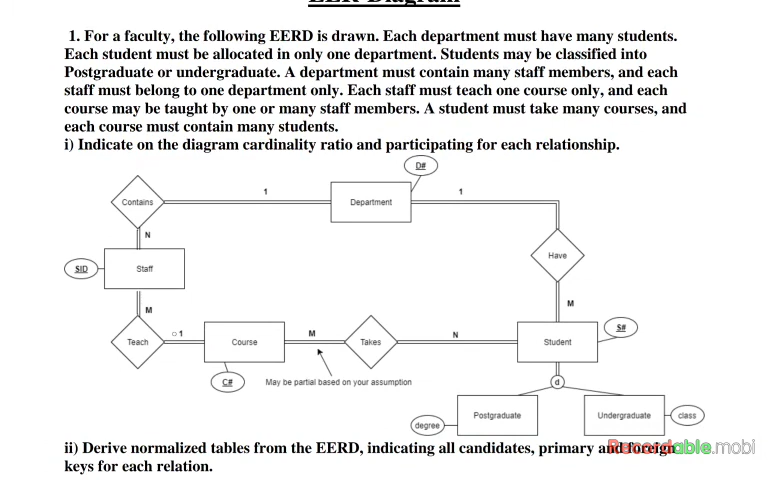 EER Diagram
1. For a faculty, the following EERD is drawn. Each department must have many students.
Each student must be allocated in only one department. Students may be classified into
Postgraduate or undergraduate. A department must contain many staff members, and each
staff must belong to one department only. Each staff must teach one course only, and each
course may be taught by one or many staff members. A student must take many courses, and
each course must contain many students.
i) Indicate on the diagram cardinality ratio and participating for each relationship.
D#
1
1
Contains
Department
N
Have
SID
Staff
M
M
1
S#
Teach
Course
M
Takes
N
Student
C#
May be partial based on your assumption
d
Postgraduate
Undergraduate
class
degree
ii) Derive normalized tables from the EERD, indicating all candidates, primary and foreign
Recordable.mobi
keys for each relation.